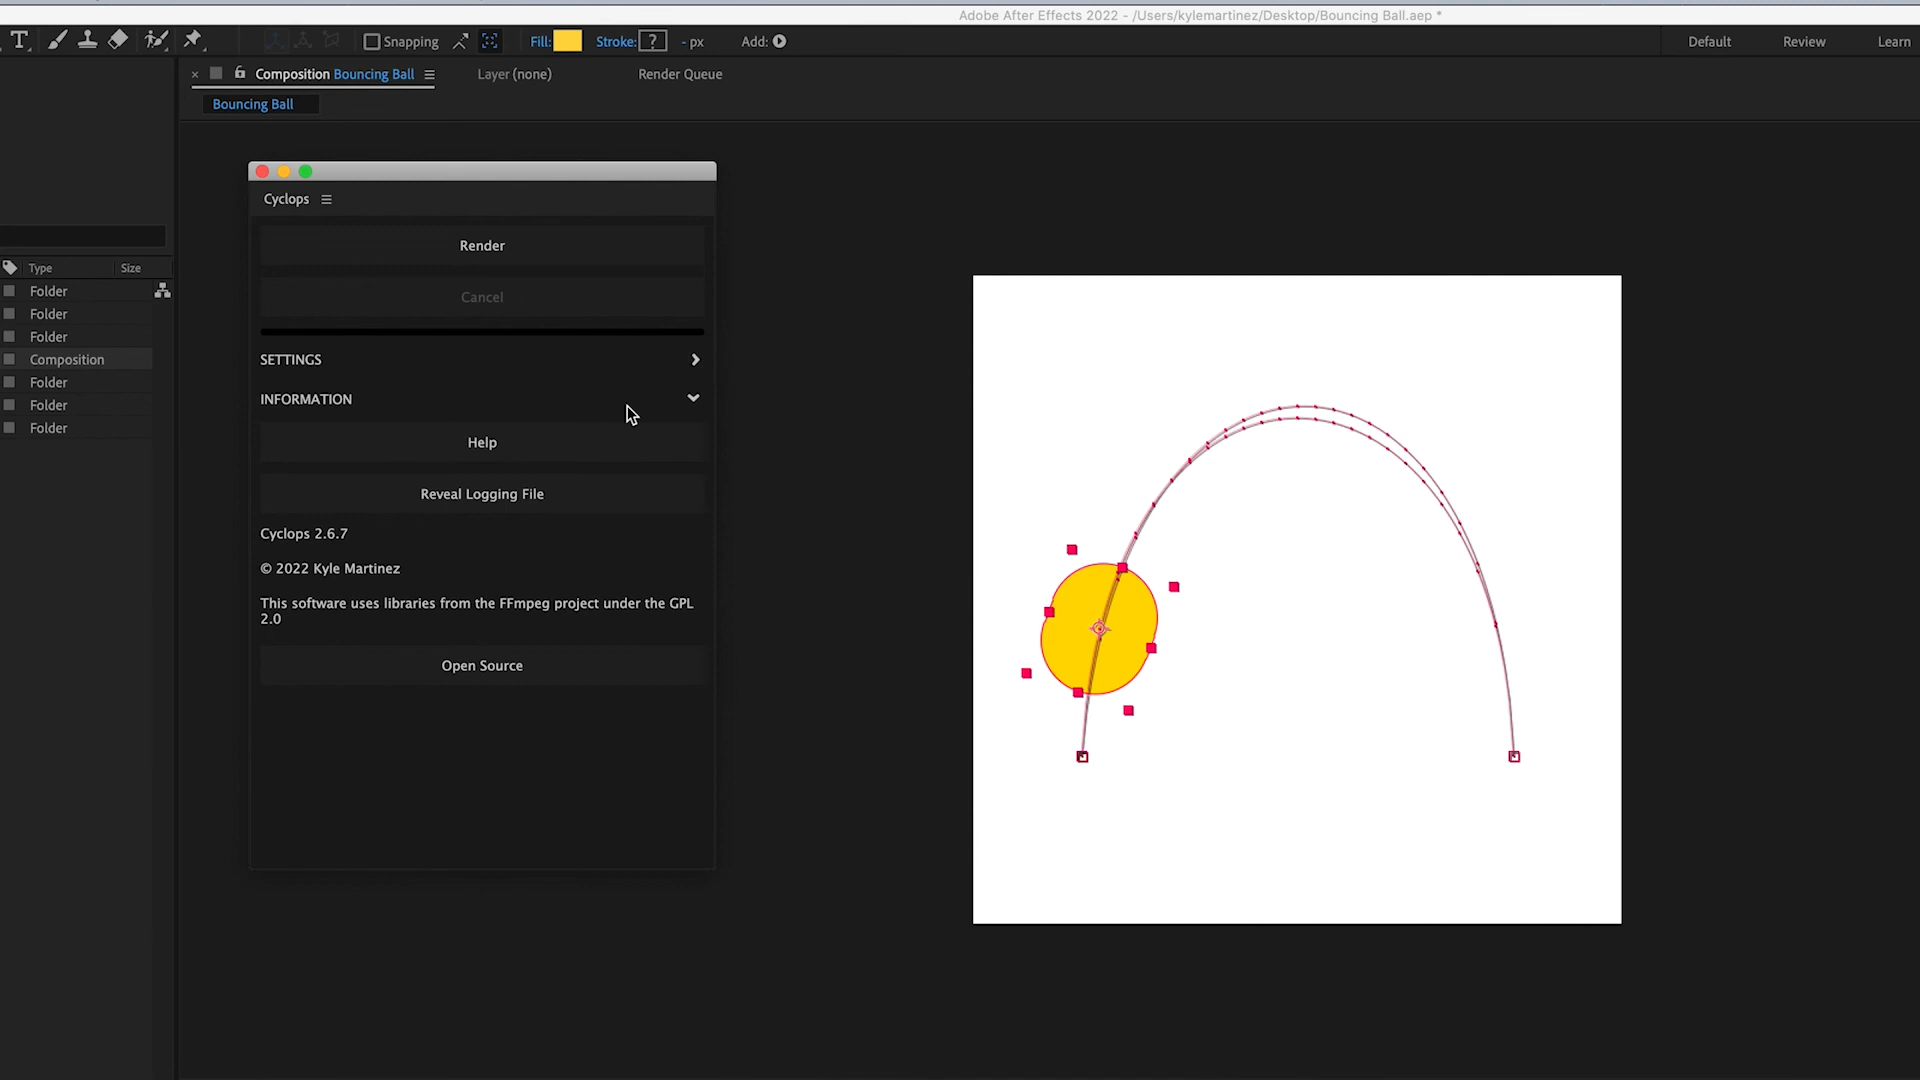 Adobe After Effects 2022 - /Users/kylemartinez/Desktop/Bouncing Ball.aep *
T Snapping Fill: Stroke: ? - px Add: Default Review Learn
× Composition Bouncing Ball Layer (none) Render Queue
Bouncing Ball
Cyclops
Render
Cancel
SETTINGS
INFORMATION
Help
Reveal Logging File
Cyclops 2.6.7
© 2022 Kyle Martinez
This software uses libraries from the FFmpeg project under the GPL
2.0
Open Source
Type Size
Folder
Folder
Folder
Composition
Folder
Folder
Folder